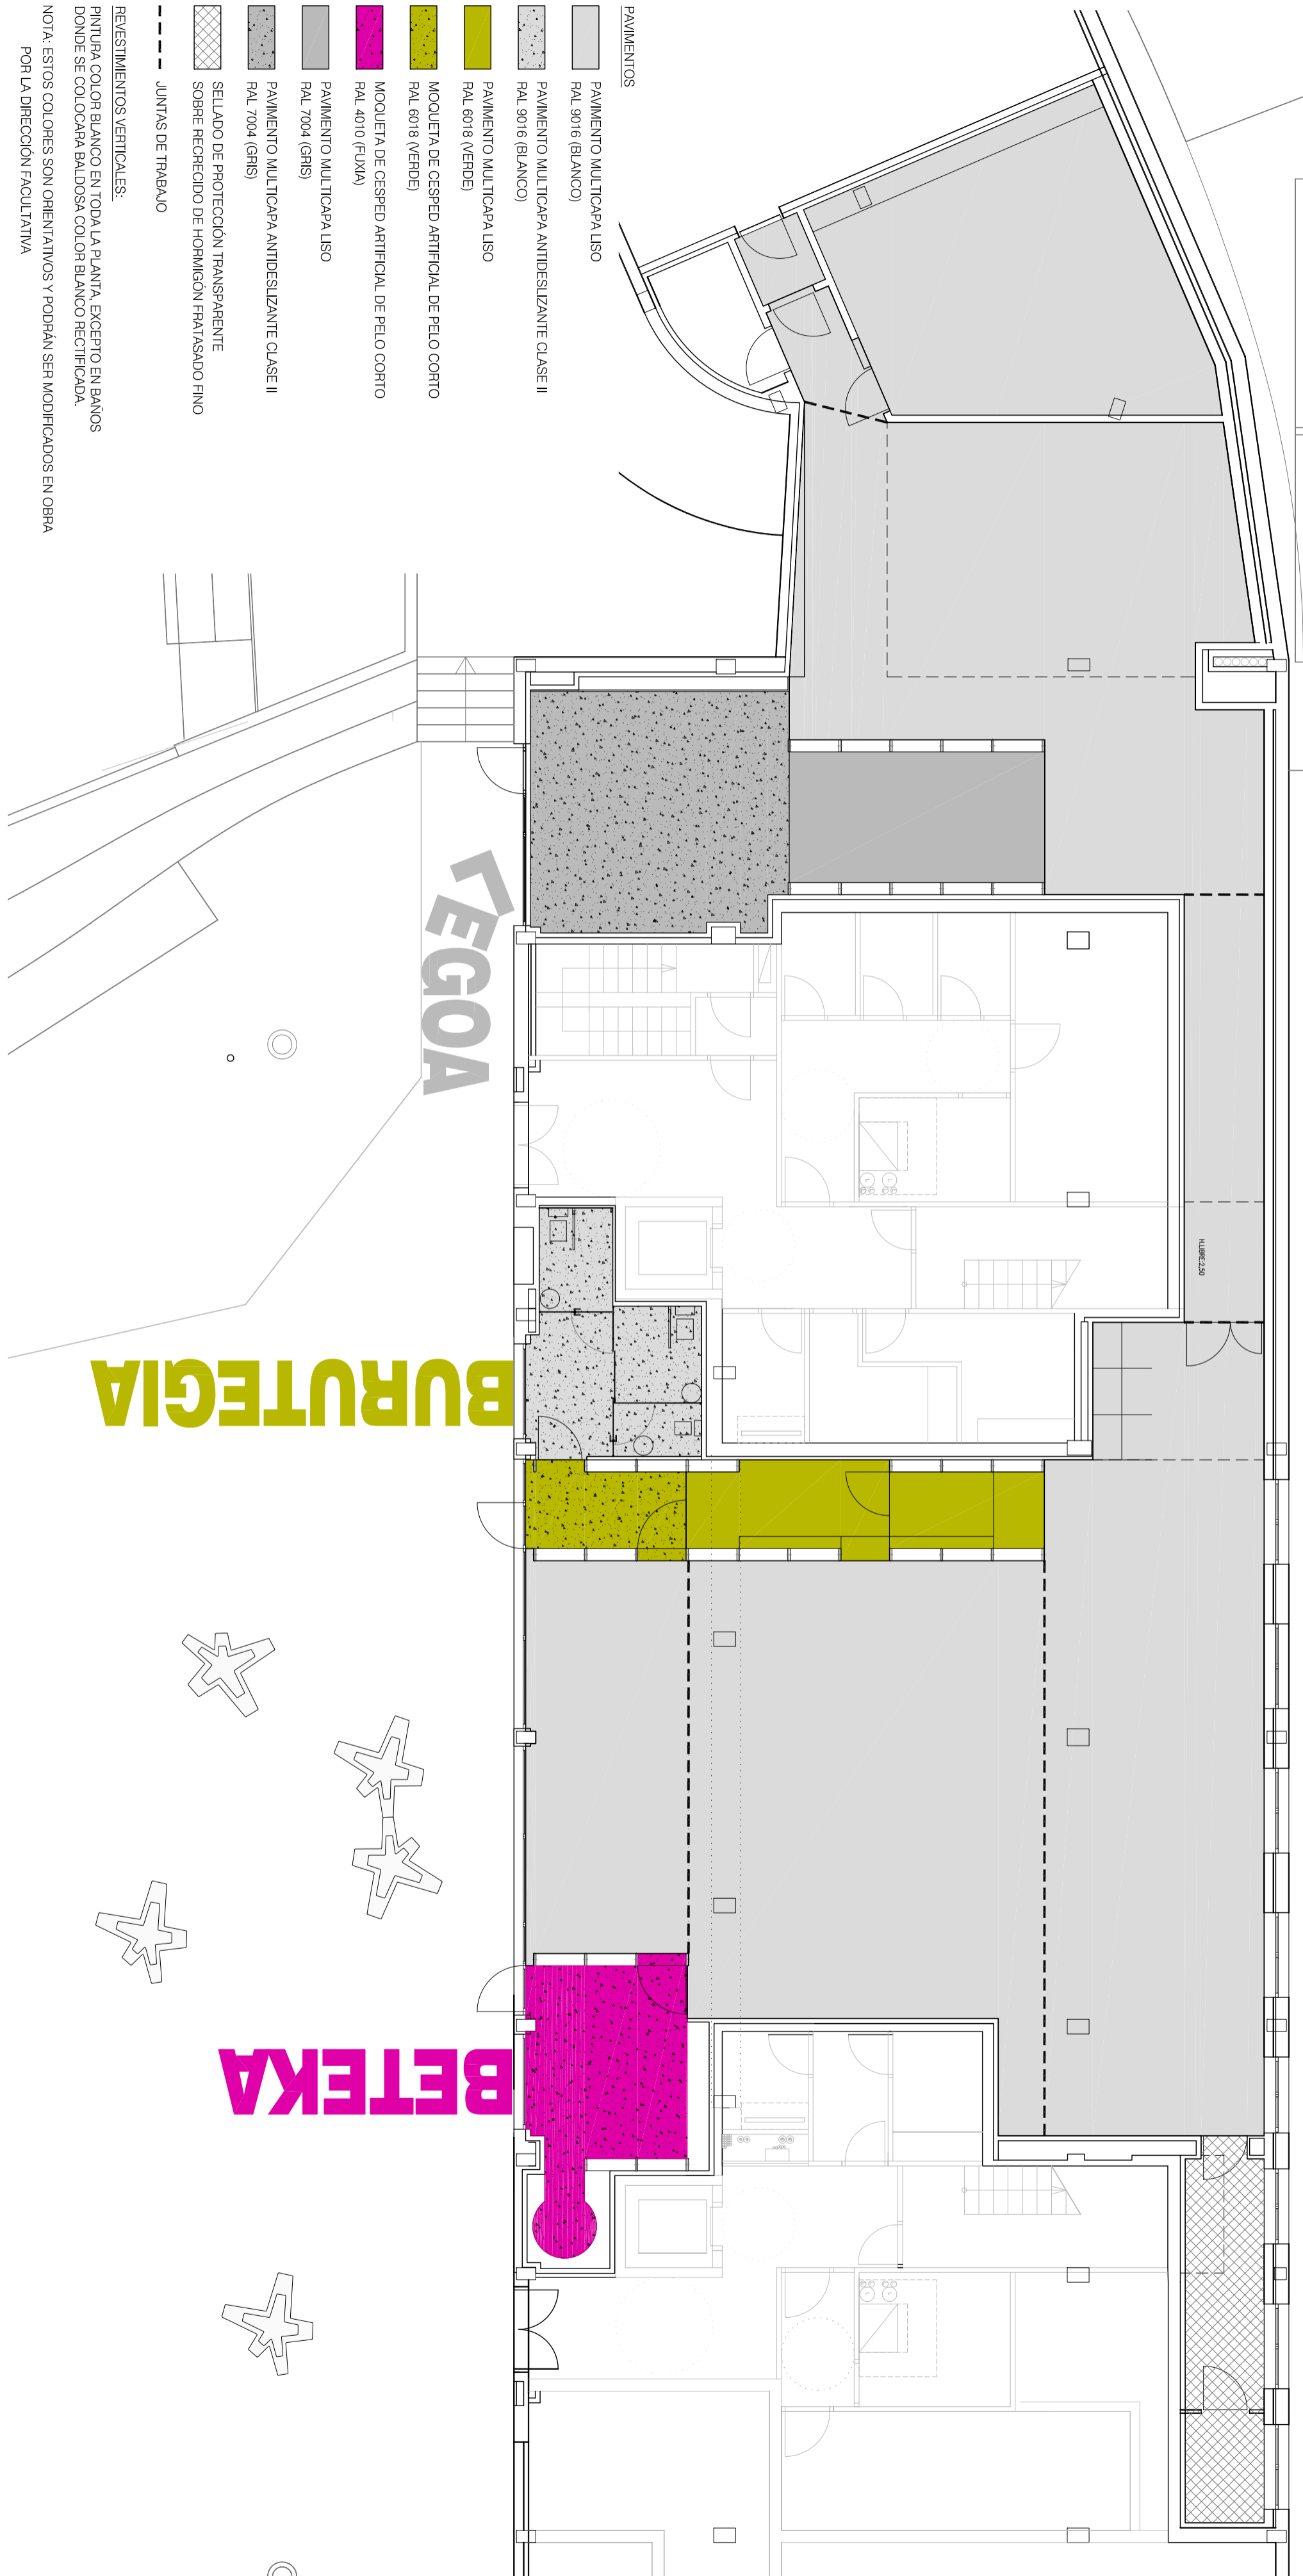 PAVIMENTOS
PAVIMENTO MULTICAPA LISO
RAL 9016 (BLANCO)
PAVIMENTO MULTICAPA ANTIDESLIZANTE CLASE II
RAL 9016 (BLANCO)
PAVIMENTO MULTICAPA LISO
RAL 6018 (VERDE)
MOQUETA DE CESPED ARTIFICIAL DE PELO CORTO
RAL 6018 (VERDE)
MOQUETA DE CESPED ARTIFICIAL DE PELO CORTO
RAL 4010 (FUXIA)
PAVIMENTO MULTICAPA LISO
RAL 7004 (GRIS)
PAVIMENTO MULTICAPA ANTIDESLIZANTE CLASE II
RAL 7004 (GRIS)
SELLADO DE PROTECCIÓN TRANSPARENTE
SOBRE RECRECIDO DE HORMIGÓN FRATASADO FINO
JUNTAS DE TRABAJO
REVESTIMIENTOS VERTICALES:
PINTURA COLOR BLANCO EN TODA LA PLANTA, EXCEPTO EN BAÑOS
DONDE SE COLOCARA BALDOSA COLOR BLANCO RECTIFICADA.
NOTA: ESTOS COLORES SON ORIENTATIVOS Y PODRÁN SER MODIFICADOS EN OBRA
POR LA DIRECCIÓN FACULTATIVA
H.LIBRE:2,50
LEGOA
BURUTEGIA
BETEKA